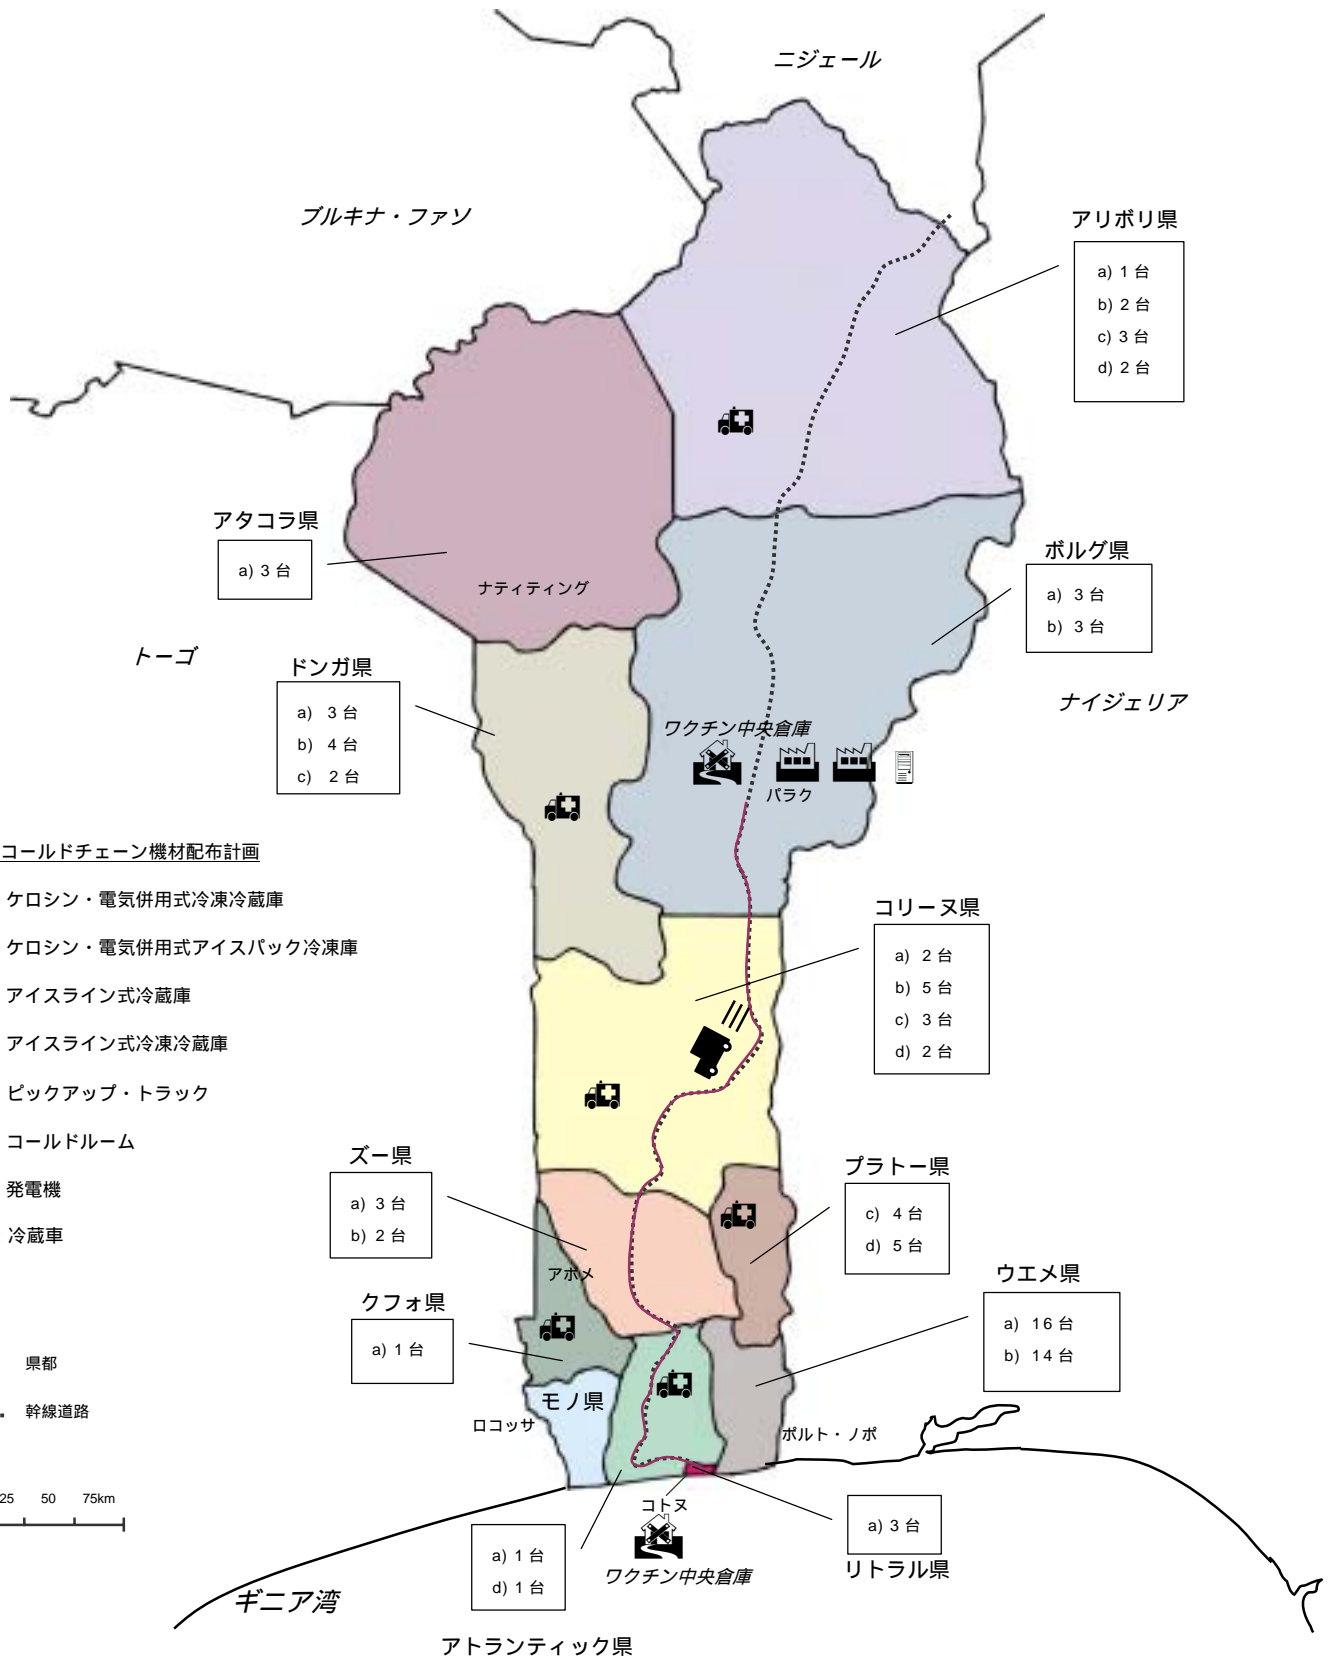 ニジェール
ブルキナ・ファソ
アリボリ県
a) 1 台
b) 2 台
c) 3 台
d) 2 台
アタコラ県
a) 3 台
ナティティング
ボルグ県
a) 3 台
b) 3 台
トーゴ
ドンガ県
a) 3 台
b) 4 台
c) 2 台
ナイジェリア
ワクチン中央倉庫
パラク
コールドチェーン機材配布計画
ケロシン・電気併用式冷凍冷蔵庫
ケロシン・電気併用式アイスパック冷凍庫
アイスライン式冷蔵庫
アイスライン式冷凍冷蔵庫
ピックアップ・トラック
コールドルーム
発電機
冷蔵車
県都
幹線道路
25 50 75km
コリーヌ県
a) 2 台
b) 5 台
c) 3 台
d) 2 台
ズー県
a) 3 台
b) 2 台
アボメ
プラトー県
c) 4 台
d) 5 台
クフォ県
a) 1 台
ウエメ県
a) 16 台
b) 14 台
モノ県
ロコッサ
ポルト・ノボ
コトヌ
ワクチン中央倉庫
a) 3 台
リトラル県
a) 1 台
d) 1 台
アトランティック県
ギニア湾